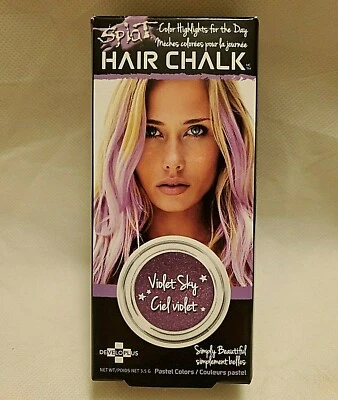 Splat
Color Highlights for the Day
Mèches colorées pour la journée
HAIR CHALK
Violet Sky
Ciel violet
DEVELOPLUS
Simply Beautiful
simplement belles
NET WT/POIDS NET 3.5 G
Pastel Colors / Couleurs pastel